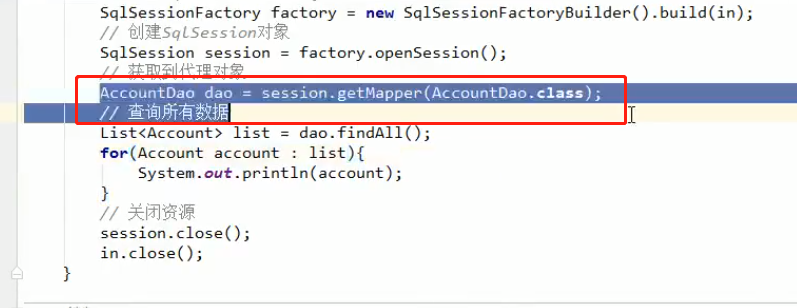 SqlSessionFactory factory = new SqlSessionFactoryBuilder().build(in);
// 创建SqlSession对象
SqlSession session = factory.openSession();
// 获取到代理对象
AccountDao dao = session.getMapper(AccountDao.class);
// 查询所有数据
List<Account> list = dao.findAll();
for(Account account : list){
System.out.println(account);
}
// 关闭资源
session.close();
in.close();
}